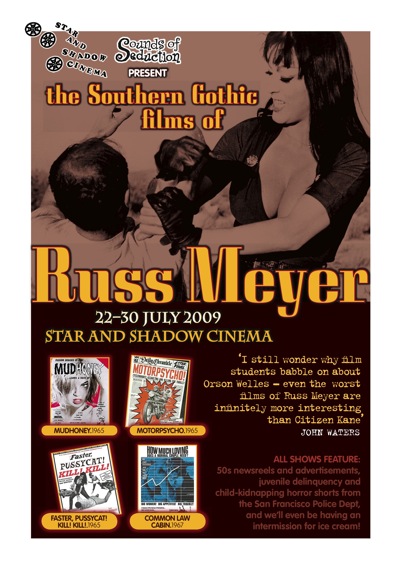 STAR
AND
SHADOW
CINEMA
Sounds of
Seduction
PRESENT
the Southern Gothic
films of
Russ Meyer
22–30 JULY 2009
STAR AND SHADOW CINEMA
MUDHONEY
MUDHONEY.1965
MOTORPSYCHO!
MOTORPSYCHO.1965
Faster,
PUSSYCAT!
KILL! KILL!
FASTER, PUSSYCAT!
KILL! KILL!.1965
HOW MUCH LOVING
COMMON LAW
CABIN.1967
‘I still wonder why film
students babble on about
Orson Welles – even the worst
films of Russ Meyer are
infinitely more interesting
than Citizen Kane’
JOHN WATERS
ALL SHOWS FEATURE:
50s newsreels and advertisements,
juvenile delinquency and
child-kidnapping horror shorts from
the San Francisco Police Dept,
and we’ll even be having an
intermission for ice cream!